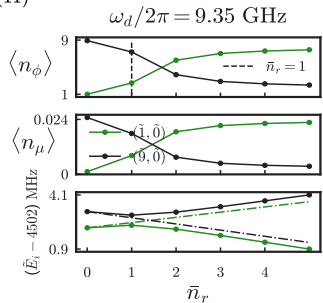 ω_d/2π = 9.35 GHz
⟨n_ϕ⟩
9
1
n̄_r = 1
⟨n_μ⟩
0.024
0
(1̃, 0̃)
(9̃, 0̃)
(Ẽ_i − 4502) MHz
4.1
0.9
0 1 2 3 4
n̄_r